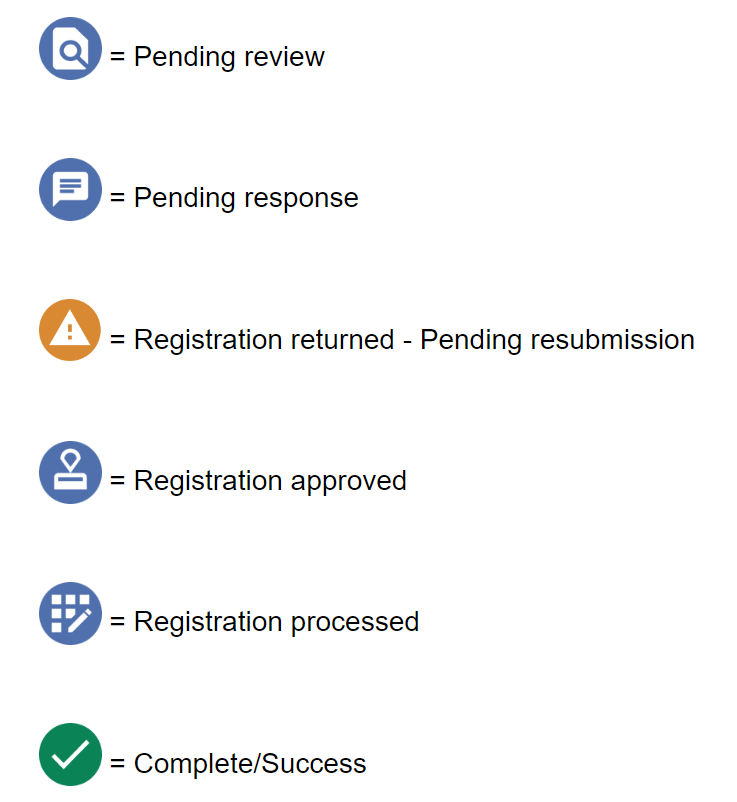 = Pending review
= Pending response
= Registration returned - Pending resubmission
= Registration approved
= Registration processed
= Complete/Success